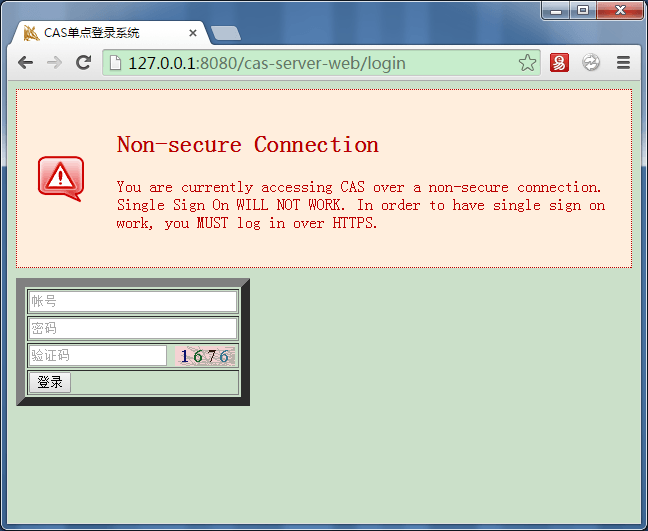 CAS单点登录系统
127.0.0.1:8080/cas-server-web/login
易
Non-secure Connection
You are currently accessing CAS over a non-secure connection.
Single Sign On WILL NOT WORK. In order to have single sign on
work, you MUST log in over HTTPS.
帐号
密码
验证码 1676
登录